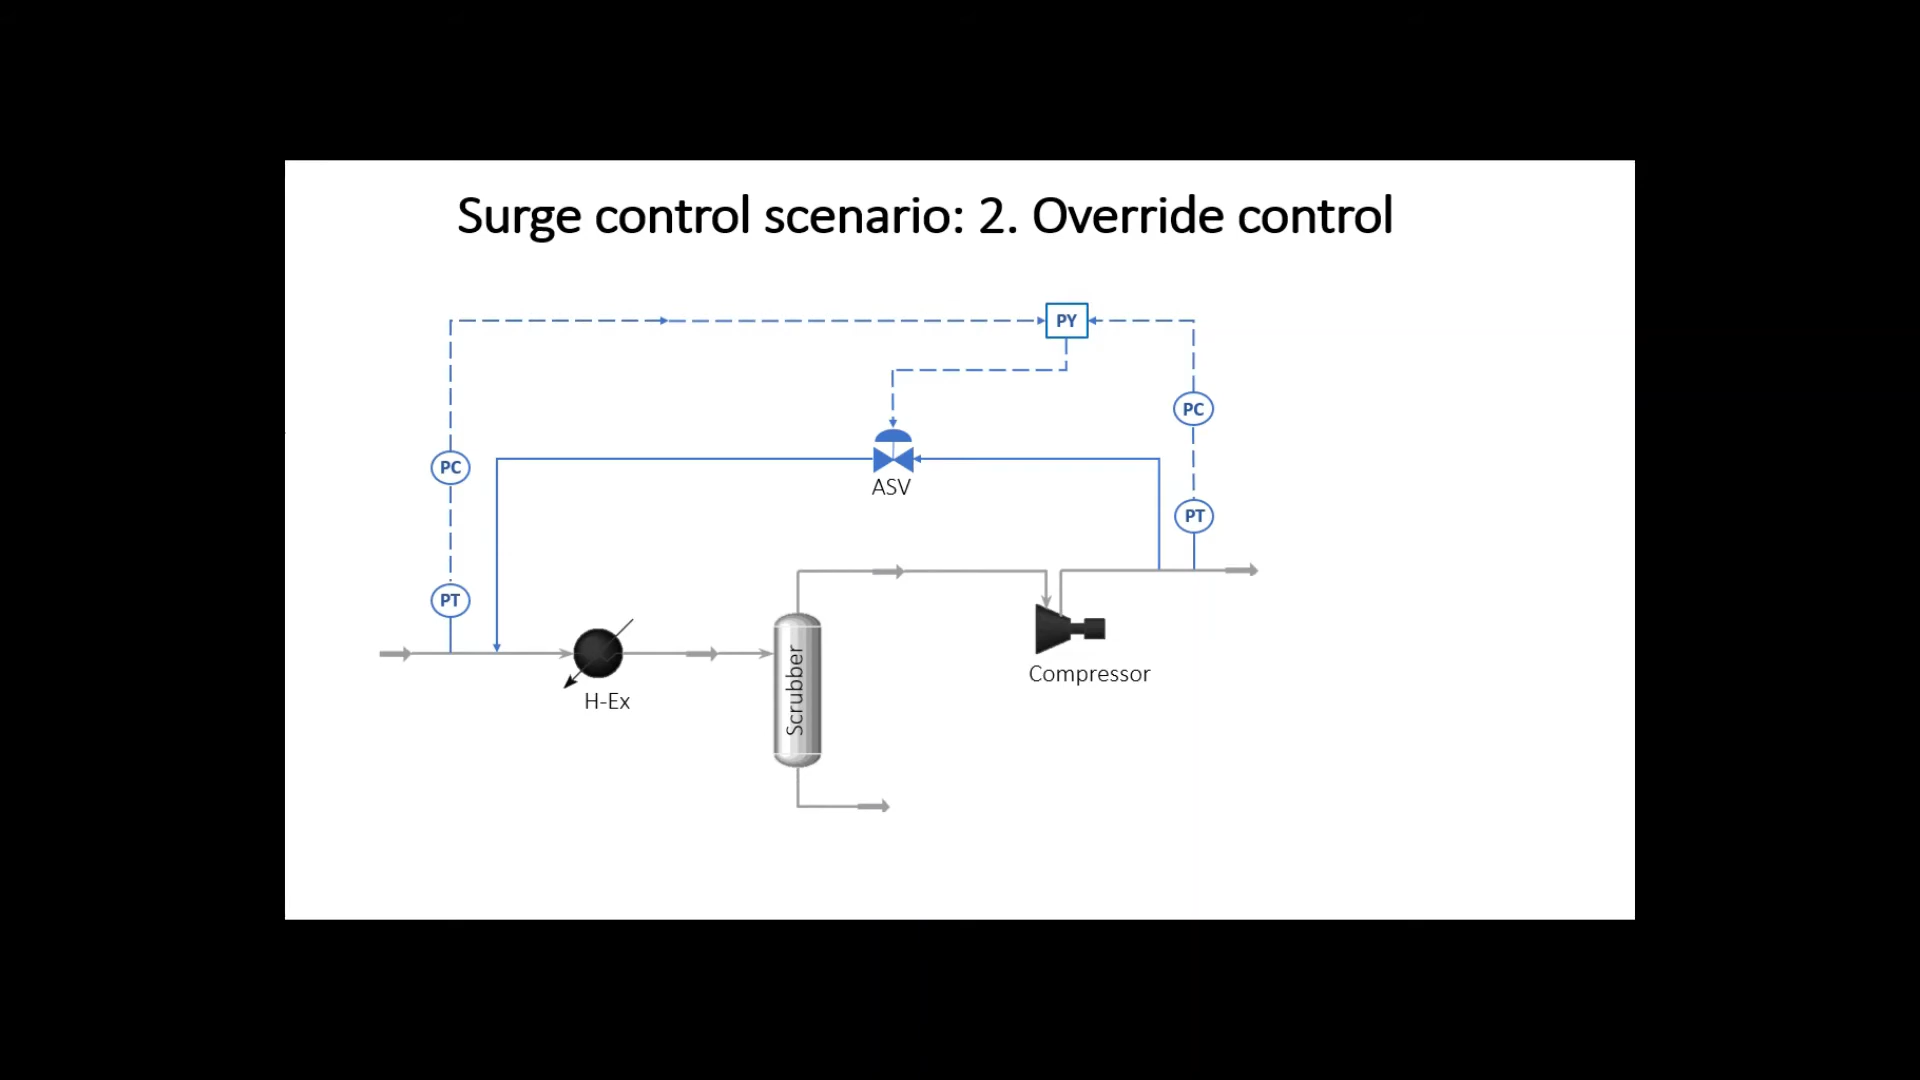 Surge control scenario: 2. Override control
PY
PC
PC
ASV
PT
PT
Scrubber
Compressor
H-Ex